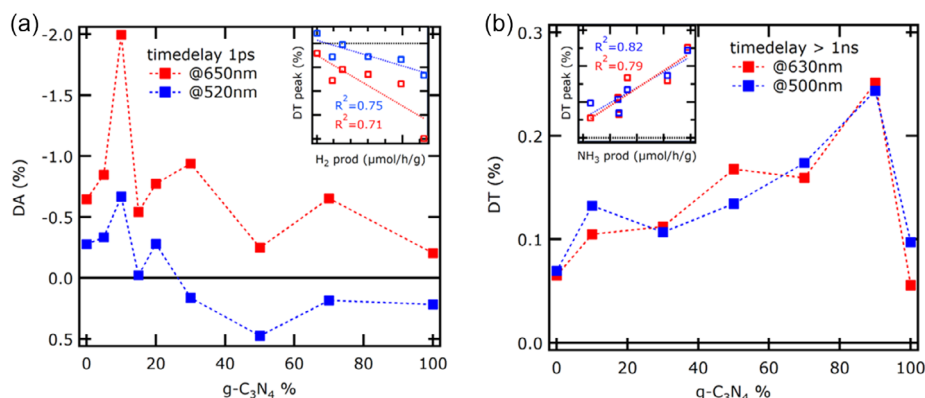 (a)
-2.0
-1.5
-1.0
-0.5
0.0
0.5
DA (%)
timedelay 1ps
@650nm
@520nm
DT peak (%)
R²=0.75
R²=0.71
H₂ prod (μmol/h/g)
0 20 40 60 80 100
g-C₃N₄ %
(b)
0.3
0.2
0.1
0.0
DT (%)
DT peak (%)
R²=0.82
R²=0.79
NH₃ prod (μmol/h/g)
timedelay > 1ns
@630nm
@500nm
0 20 40 60 80 100
g-C₃N₄ %